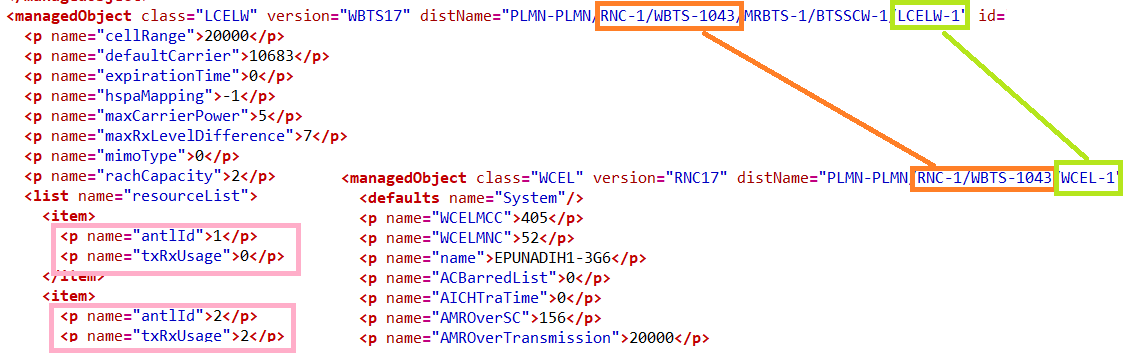 <managedObject class="LCELW" version="WBTS17" distName="PLMN-PLMN/RNC-1/WBTS-1043/MRBTS-1/BTSSCW-1/LCELW-1" id=
<p name="cellRange">20000</p>
<p name="defaultCarrier">10683</p>
<p name="expirationTime">0</p>
<p name="hspaMapping">-1</p>
<p name="maxCarrierPower">5</p>
<p name="maxRxLevelDifference">7</p>
<p name="mimoType">0</p>
<p name="rachCapacity">2</p>
<list name="resourceList">
<item>
<p name="antlId">1</p>
<p name="txRxUsage">0</p>
</item>
<item>
<p name="antlId">2</p>
<p name="txRxUsage">2</p>
<managedObject class="WCEL" version="RNC17" distName="PLMN-PLMN/RNC-1/WBTS-1043/WCEL-1"
<defaults name="System"/>
<p name="WCELMCC">405</p>
<p name="WCELMNC">52</p>
<p name="name">EPUNADIH1-3G6</p>
<p name="ACBarredList">0</p>
<p name="AICHTraTime">0</p>
<p name="AMROverSC">156</p>
<p name="AMROverTransmission">20000</p>